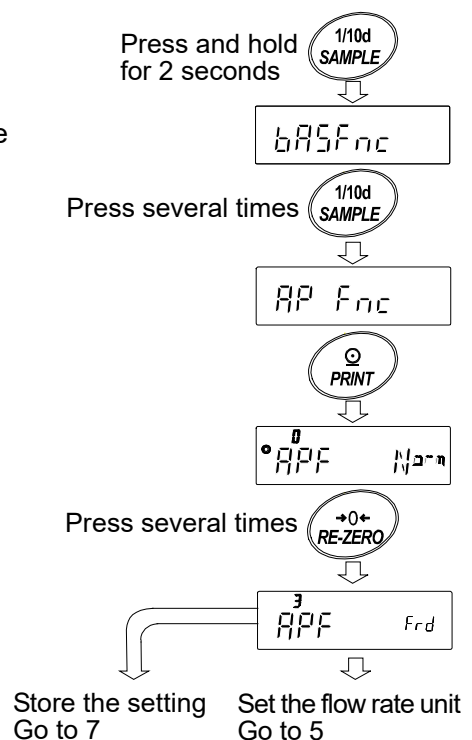 Press and hold
for 2 seconds
1/10d
SAMPLE
e
bASFnc
Press several times
1/10d
SAMPLE
AP Fnc
PRINT
0
APF Norm
Press several times
→0←
RE-ZERO
3
APF Frd
Store the setting
Go to 7
Set the flow rate unit
Go to 5